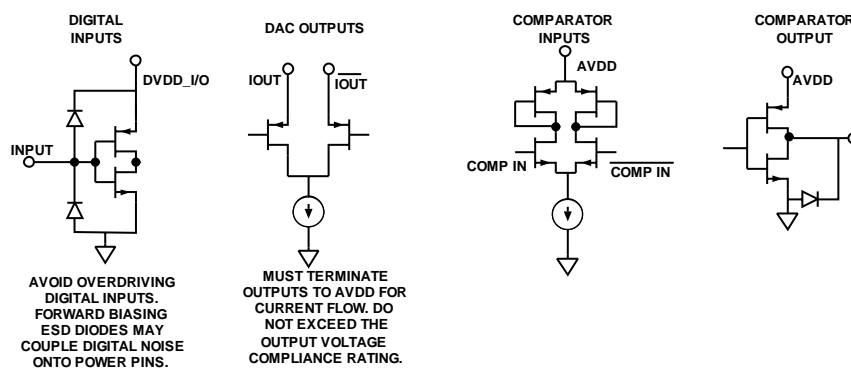 DIGITAL
INPUTS
DVDD_I/O
INPUT
AVOID OVERDRIVING
DIGITAL INPUTS.
FORWARD BIASING
ESD DIODES MAY
COUPLE DIGITAL NOISE
ONTO POWER PINS.
DAC OUTPUTS
IOUT
IOUT
MUST TERMINATE
OUTPUTS TO AVDD FOR
CURRENT FLOW. DO
NOT EXCEED THE
OUTPUT VOLTAGE
COMPLIANCE RATING.
COMPARATOR
INPUTS
AVDD
COMP IN
COMP IN
COMPARATOR
OUTPUT
AVDD